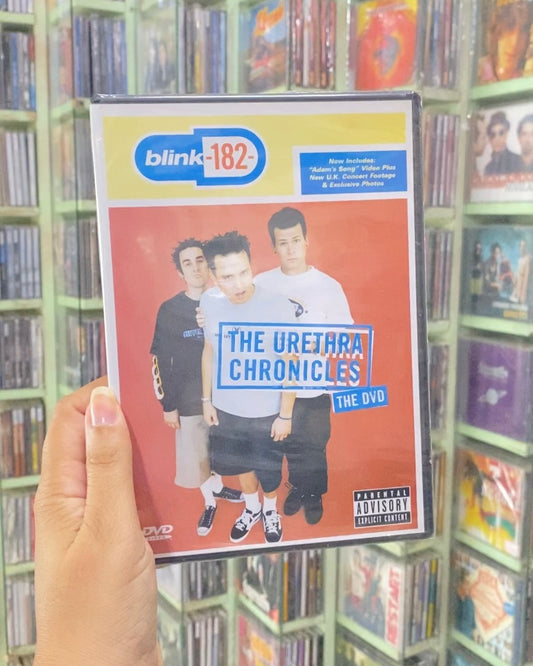 blink-182-
Now Includes:
"Adam's Song" Video Plus
New U.K. Concert Footage
& Exclusive Photos
THE URETHRA
CHRONICLES
THE DVD
DVD
VIDEO
PARENTAL
ADVISORY
EXPLICIT CONTENT